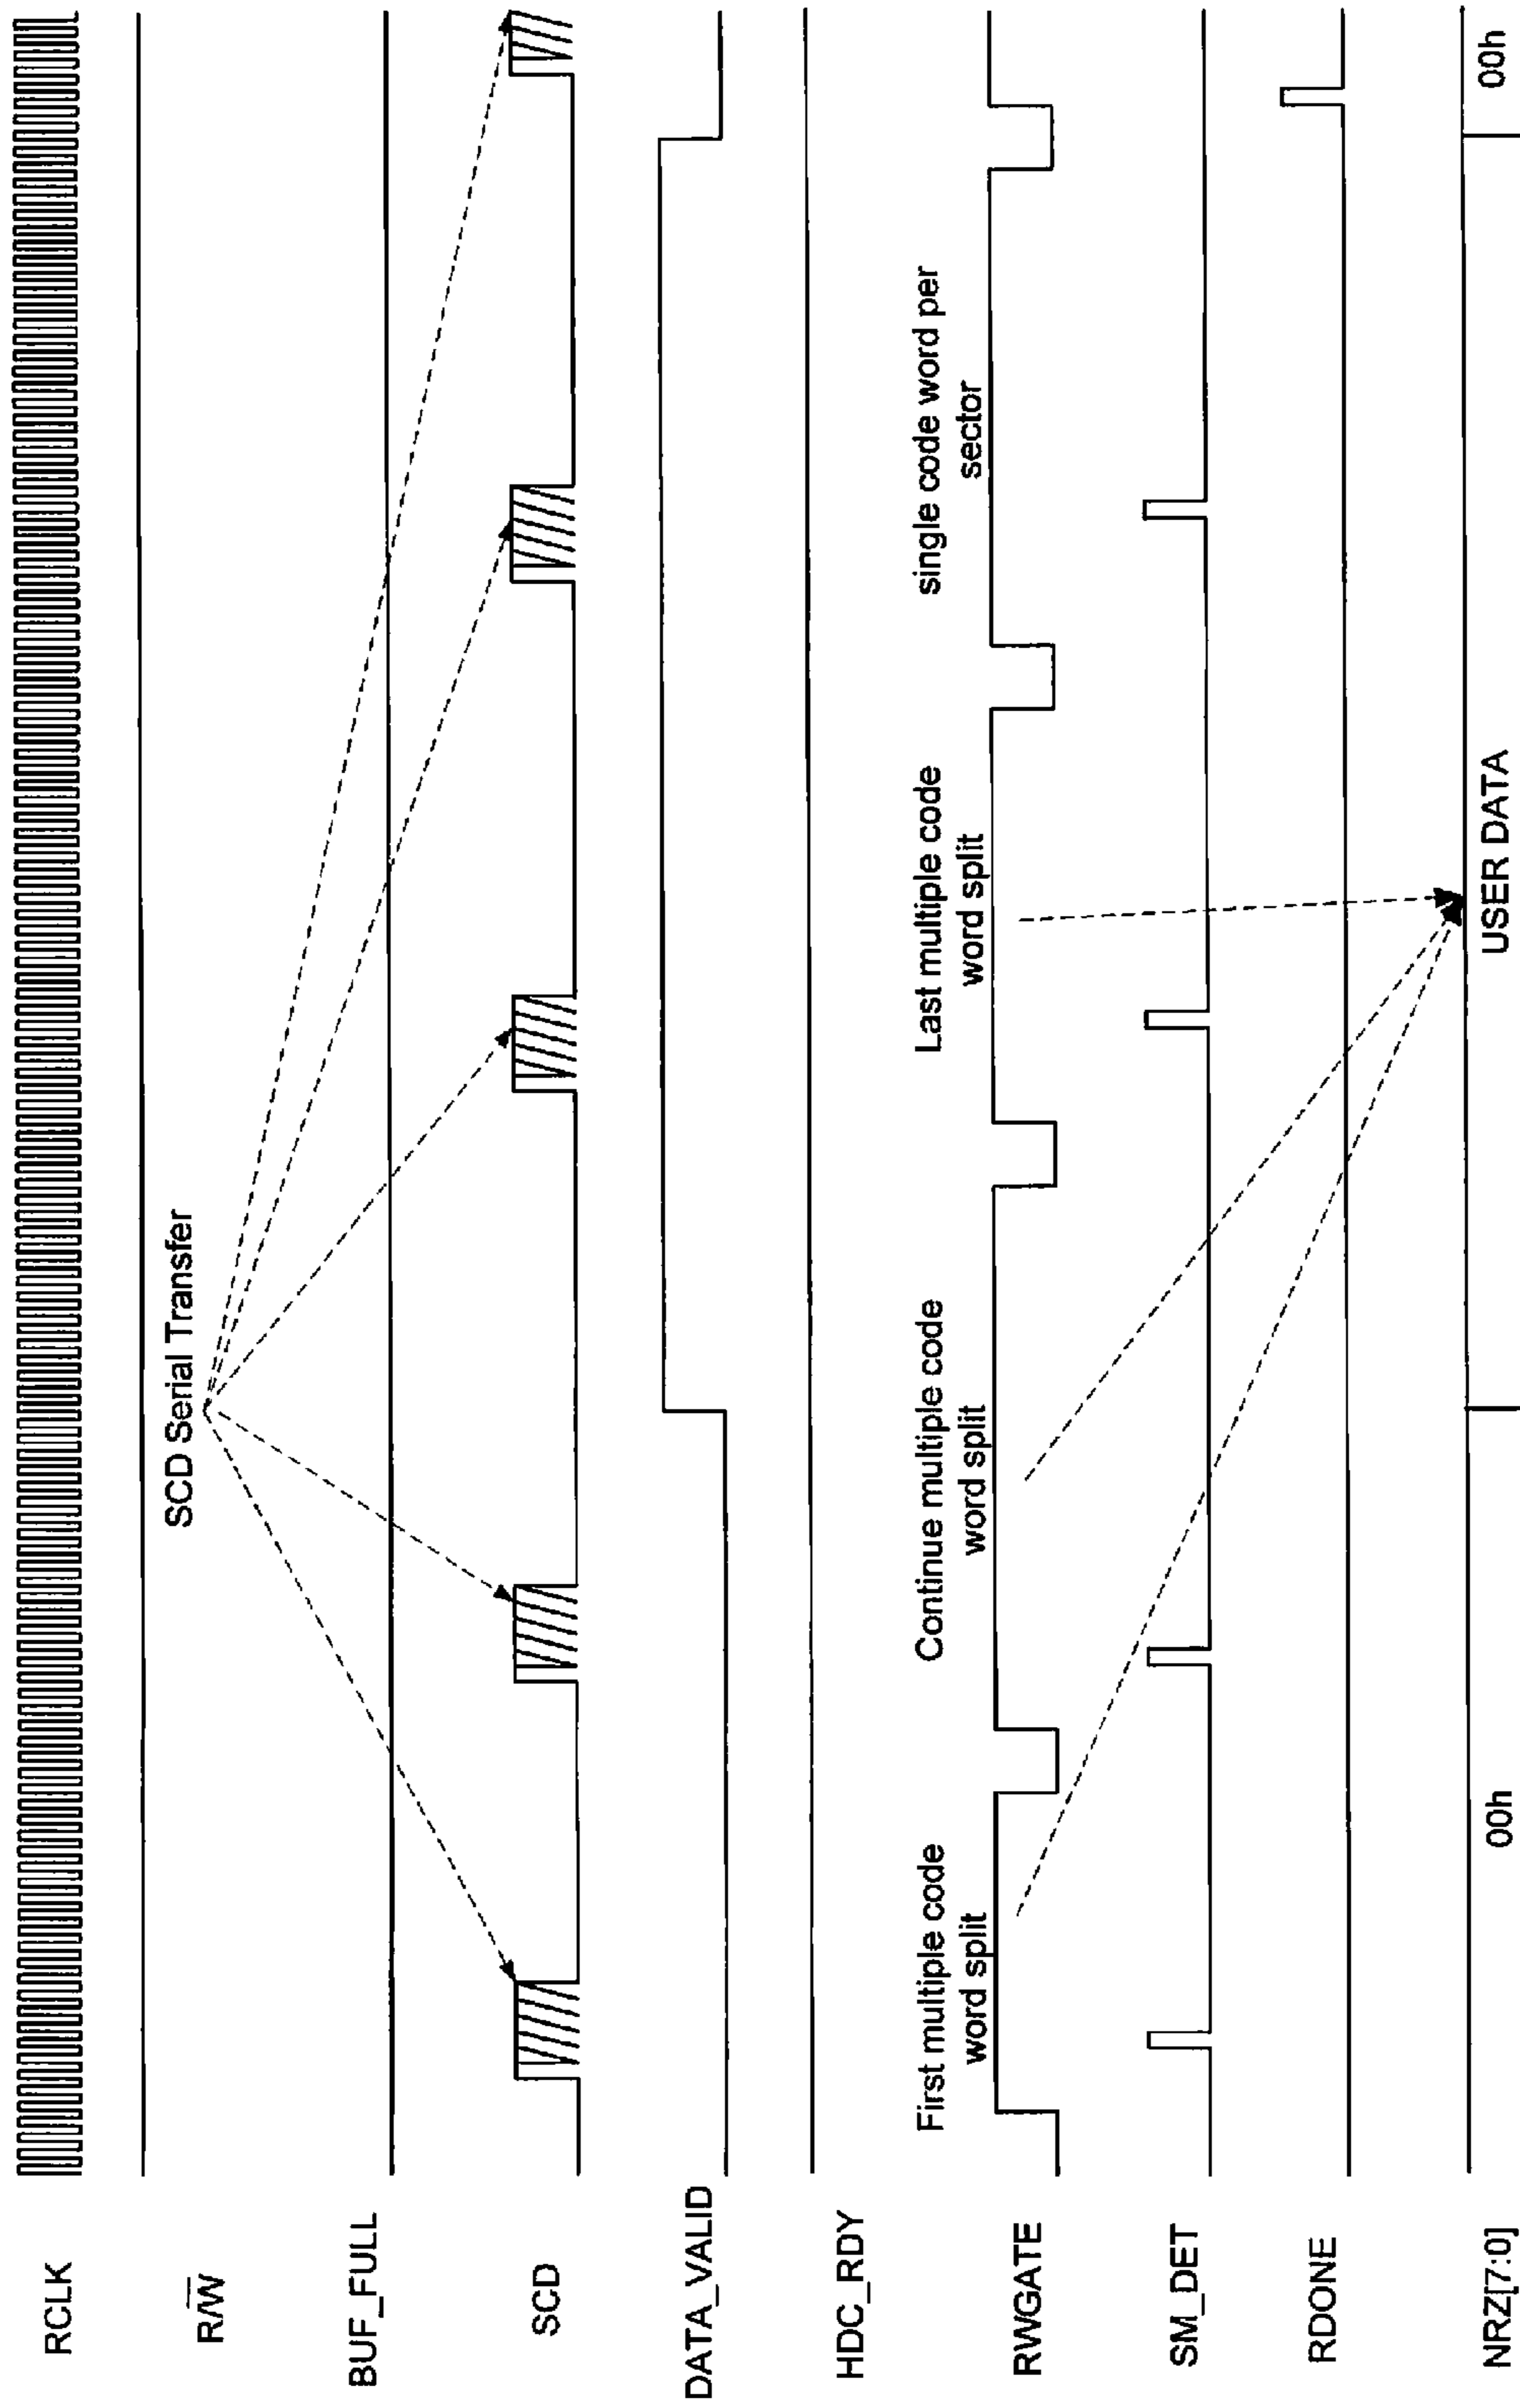 RCLK
R/W̅
SCD Serial Transfer
BUF_FULL
SCD
DATA_VALID
HDC_RDY
First multiple code
word split
Continue multiple code
word split
Last multiple code
word split
single code word per
sector
RWGATE
SM_DET
RDONE
NRZ[7:0]
00h
USER DATA
00h